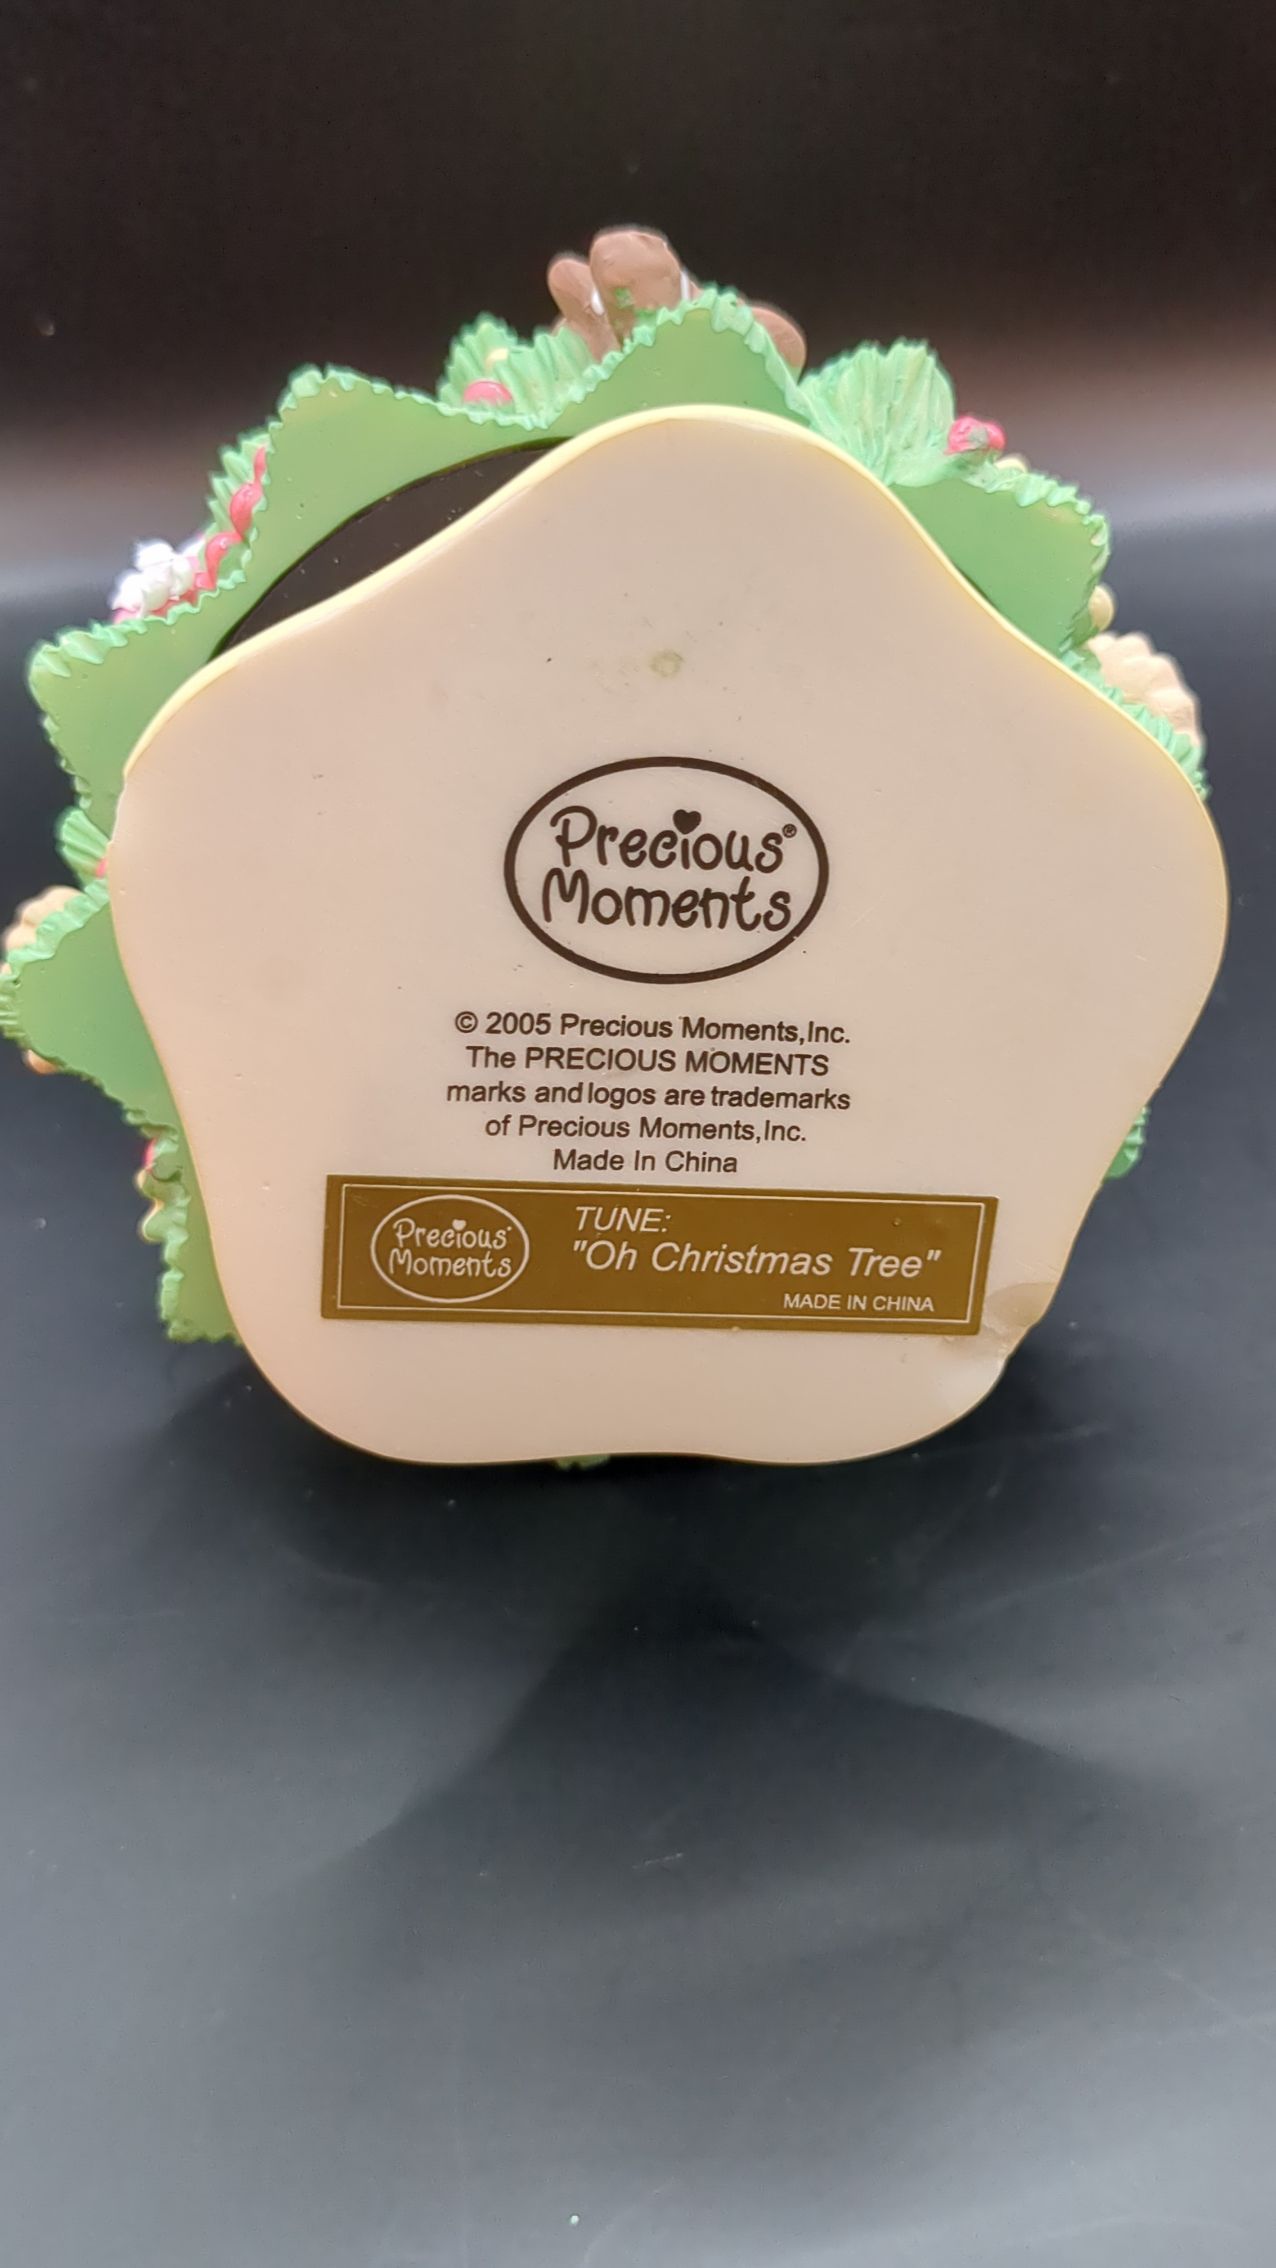 Precious®
Moments
© 2005 Precious Moments, Inc.
The PRECIOUS MOMENTS
marks and logos are trademarks
of Precious Moments, Inc.
Made In China
Precious
Moments
TUNE:
"Oh Christmas Tree"
MADE IN CHINA